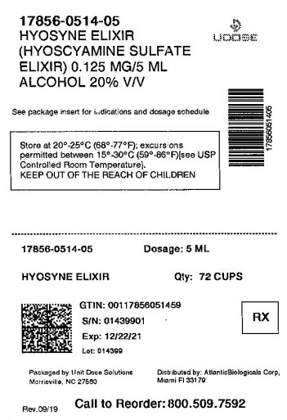 17856-0514-05
HYOSYNE ELIXIR
(HYOSCYAMINE SULFATE
ELIXIR) 0.125 MG/5 ML
ALCOHOL 20% V/V
UDOSE
See package insert for indications and dosage schedule
17856051405
Store at 20°-25°C (68°-77°F); excurs ons
permitted between 15°-30°C (59°-86°F)[see USP
Controlled Room Temperature).
KEEP OUT OF THE REACH OF CHILDREN
17856-0514-05 Dosage: 5 ML
HYOSYNE ELIXIR Qty: 72 CUPS
GTIN: 00117856051459
S/N: 01439901
Exp: 12/22/21
Lot: 014399
RX
Packaged by Unit Dose Solutions
Morrisville, NC 27560
Distributed by: AtlanticBiologicals Corp,
Miami Fl 33179
Rev.09/19
Call to Reorder: 800.509.7592